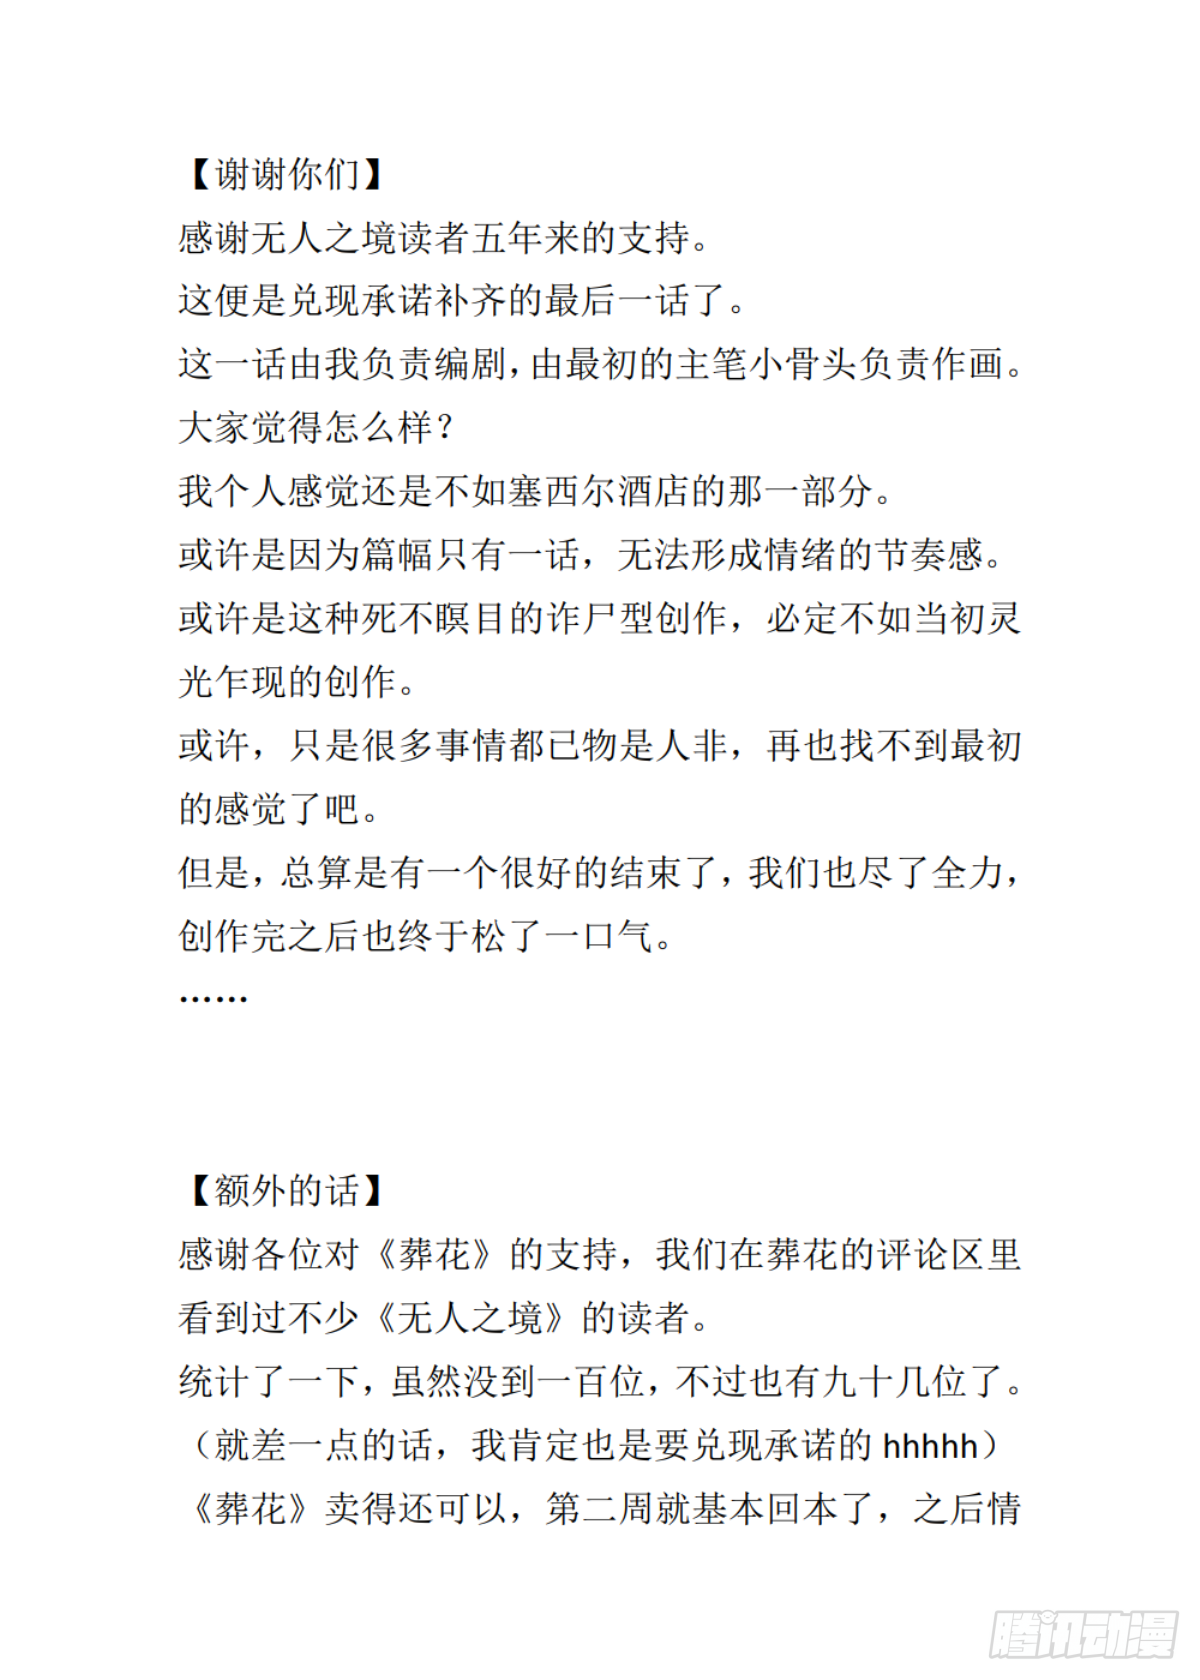 【谢谢你们】
感谢无人之境读者五年来的支持。
这便是兑现承诺补齐的最后一话了。
这一话由我负责编剧，由最初的主笔小骨头负责作画。
大家觉得怎么样？
我个人感觉还是不如塞西尔酒店的那一部分。
或许是因为篇幅只有一话，无法形成情绪的节奏感。
或许是这种死不瞑目的诈尸型创作，必定不如当初灵
光乍现的创作。
或许，只是很多事情都已物是人非，再也找不到最初
的感觉了吧。
但是，总算是有一个很好的结束了，我们也尽了全力，
创作完之后也终于松了一口气。
……
【额外的话】
感谢各位对《葬花》的支持，我们在葬花的评论区里
看到过不少《无人之境》的读者。
统计了一下，虽然没到一百位，不过也有九十几位了。
（就差一点的话，我肯定也是要兑现承诺的 hhhhh）
《葬花》卖得还可以，第二周就基本回本了，之后情
腾讯动漫